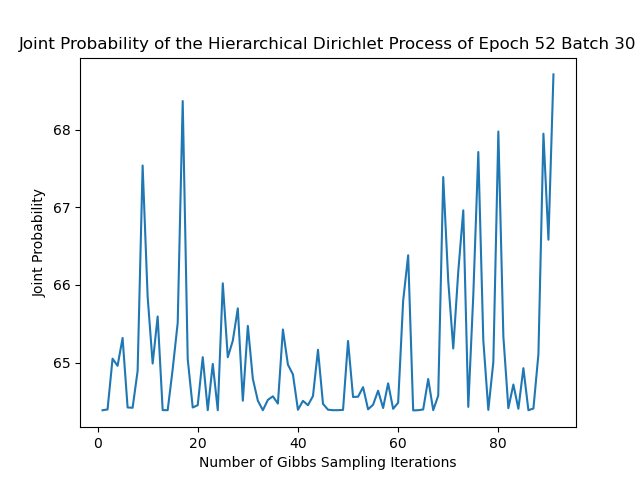 Joint Probability of the Hierarchical Dirichlet Process of Epoch 52 Batch 30
Joint Probability
68
67
66
65
0 20 40 60 80
Number of Gibbs Sampling Iterations